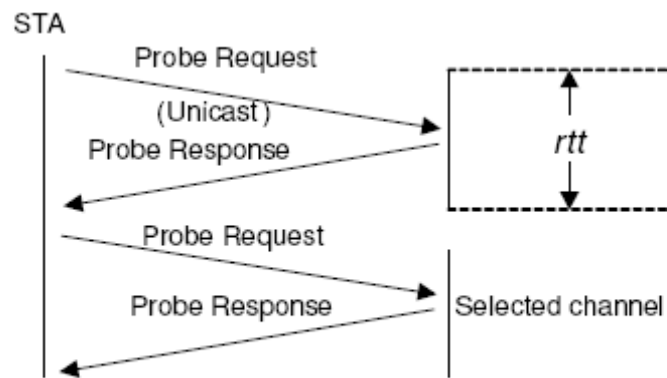 STA
Probe Request
(Unicast)
Probe Response
rtt
Probe Request
Probe Response
Selected channel